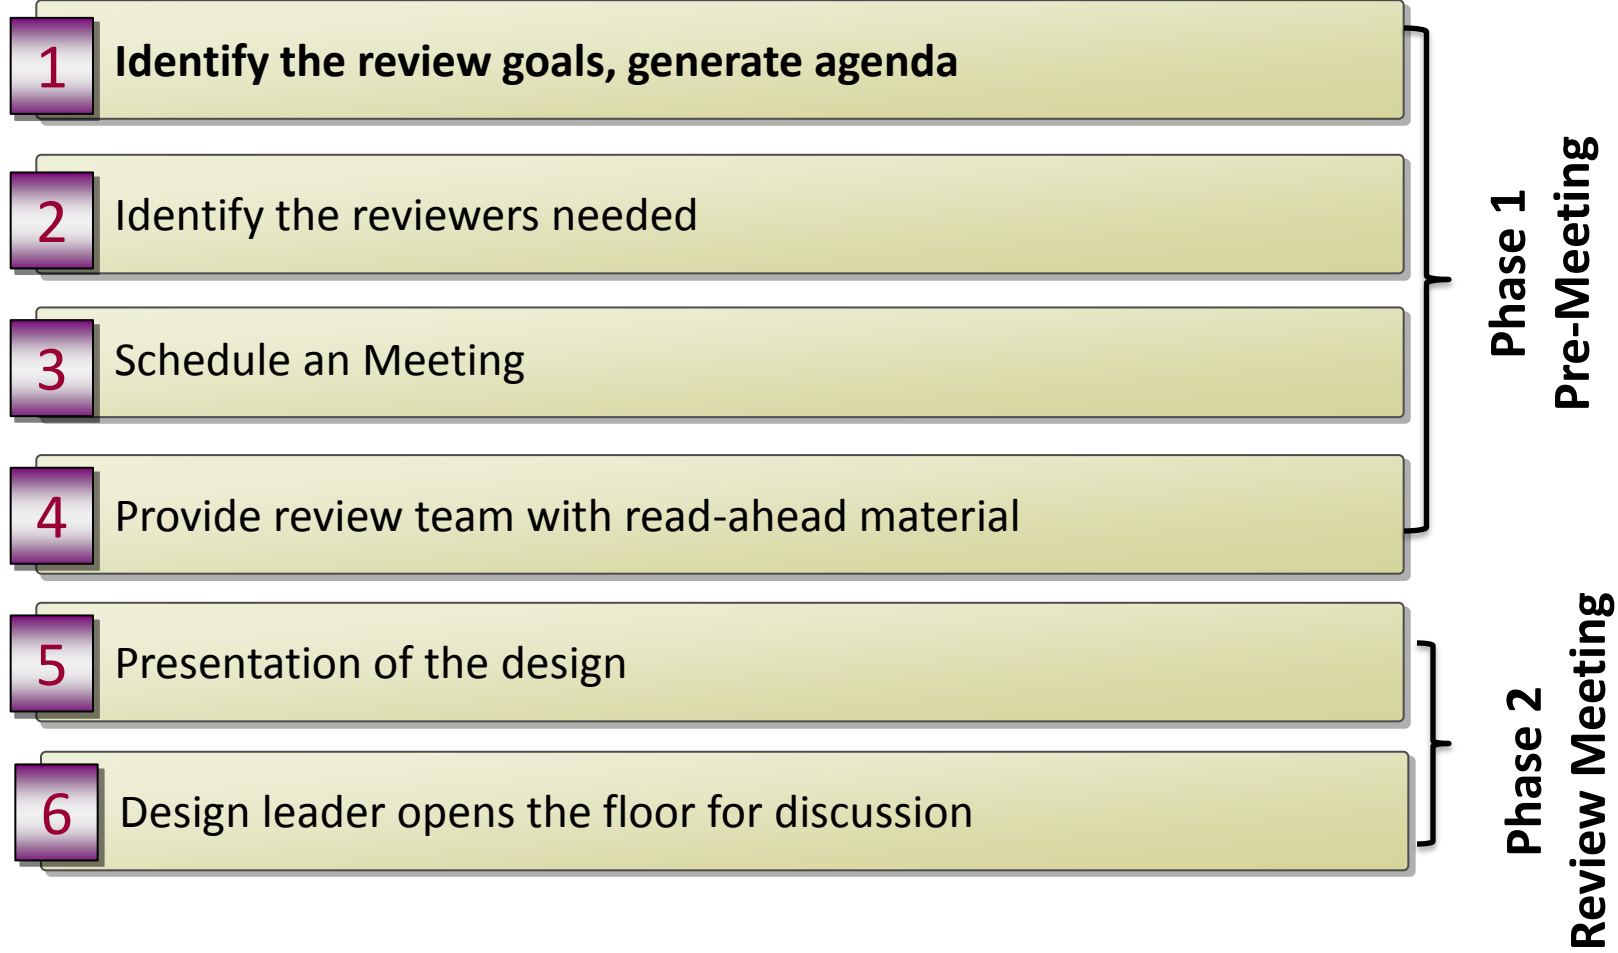 1 Identify the review goals, generate agenda
2 Identify the reviewers needed
3 Schedule an Meeting
4 Provide review team with read-ahead material
Phase 1
Pre-Meeting
5 Presentation of the design
6 Design leader opens the floor for discussion
Phase 2
Review Meeting